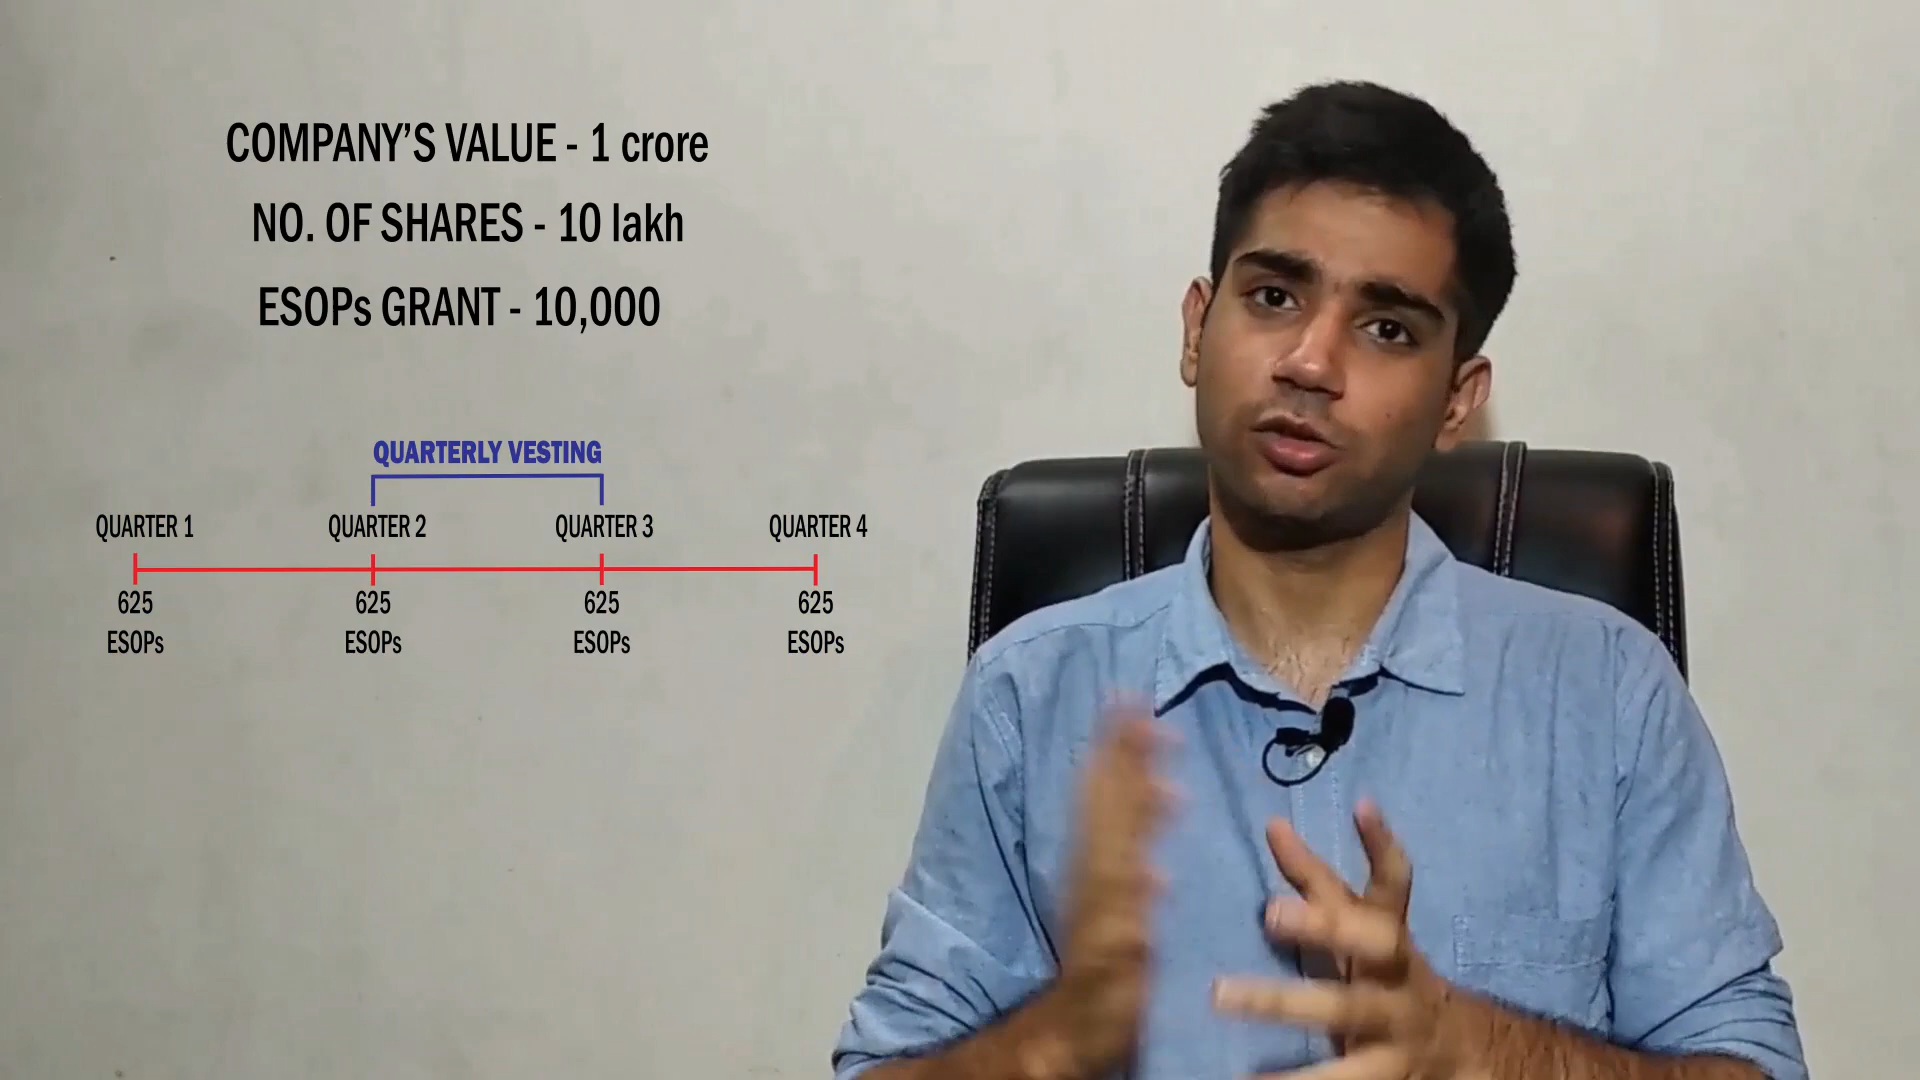 COMPANY'S VALUE - 1 crore
NO. OF SHARES - 10 lakh
ESOPs GRANT - 10,000
QUARTERLY VESTING
QUARTER 1 QUARTER 2 QUARTER 3 QUARTER 4
625 625 625 625
ESOPs ESOPs ESOPs ESOPs